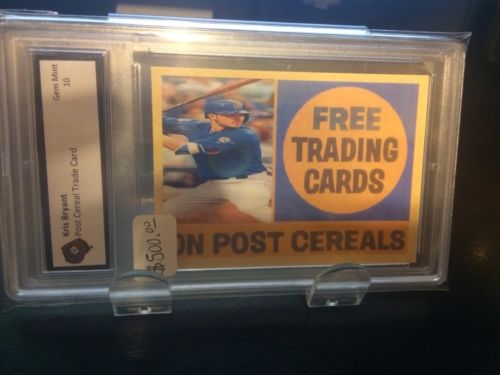 Kris Bryant
Post Cereal Trade Card
Gem Mint
10
FREE
TRADING
CARDS
ON POST CEREALS
$500.00